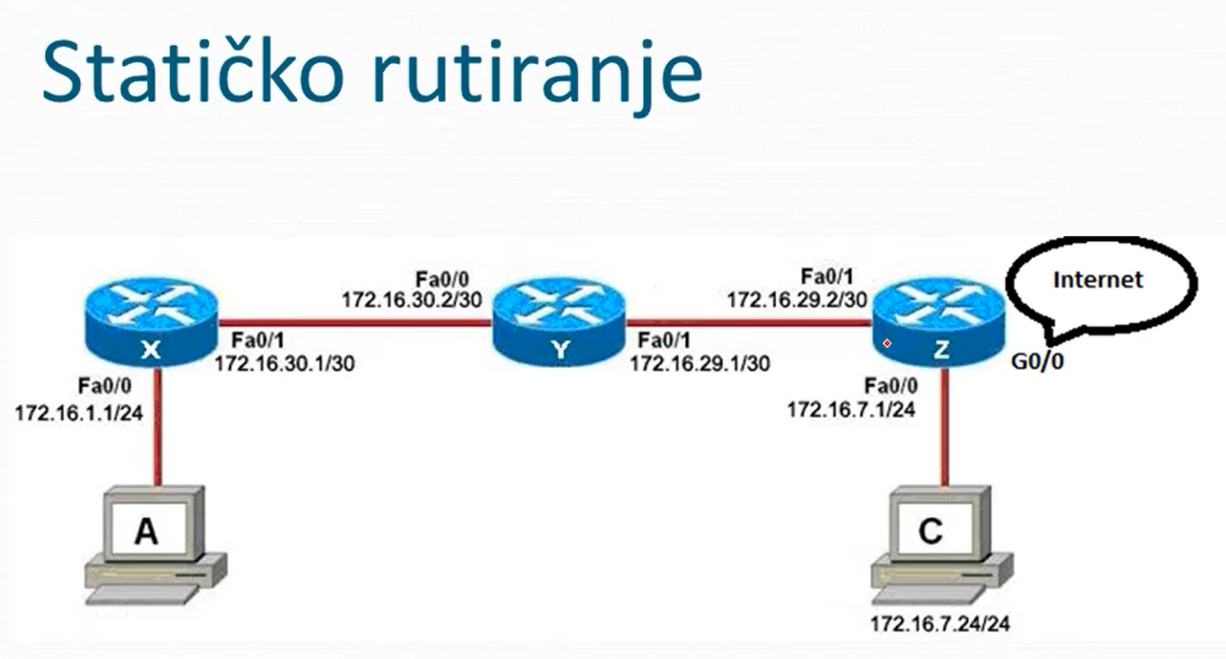 Statičko rutiranje
Internet
Fa0/0
172.16.30.2/30
Fa0/1
172.16.29.2/30
X
Fa0/1
172.16.30.1/30
Y
Fa0/1
172.16.29.1/30
Z
G0/0
Fa0/0
172.16.1.1/24
Fa0/0
172.16.7.1/24
A
C
172.16.7.24/24